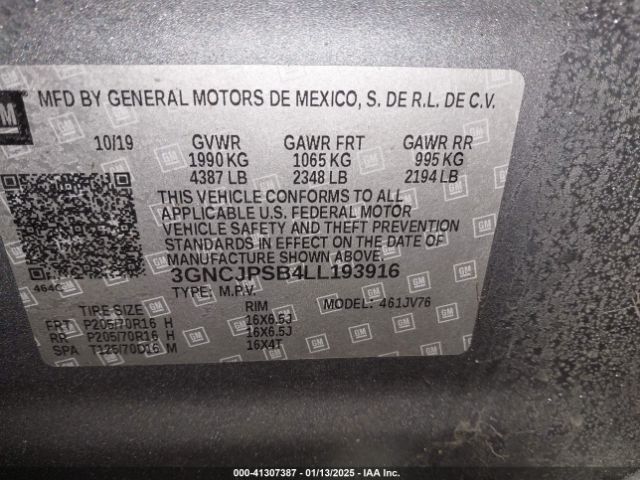 GM
MFD BY GENERAL MOTORS DE MEXICO, S. DE R.L. DE C.V.
10/19 GVWR GAWR FRT GAWR RR
1990 KG 1065 KG 995 KG
4387 LB 2348 LB 2194 LB
THIS VEHICLE CONFORMS TO ALL
APPLICABLE U.S. FEDERAL MOTOR
VEHICLE SAFETY AND THEFT PREVENTION
STANDARDS IN EFFECT ON THE DATE OF
MANUFACTURE SHOWN ABOVE.
3GNCJPSB4LL193916
464C TYPE: M.P.V. MODEL: 461JV76
TIRE SIZE RIM
FRT P205/70R16 H 16X6.5J
RR P205/70R16 H 16X6.5J
SPA T125/70D16 M 16X4T
000-41307387 - 01/13/2025 - IAA Inc.